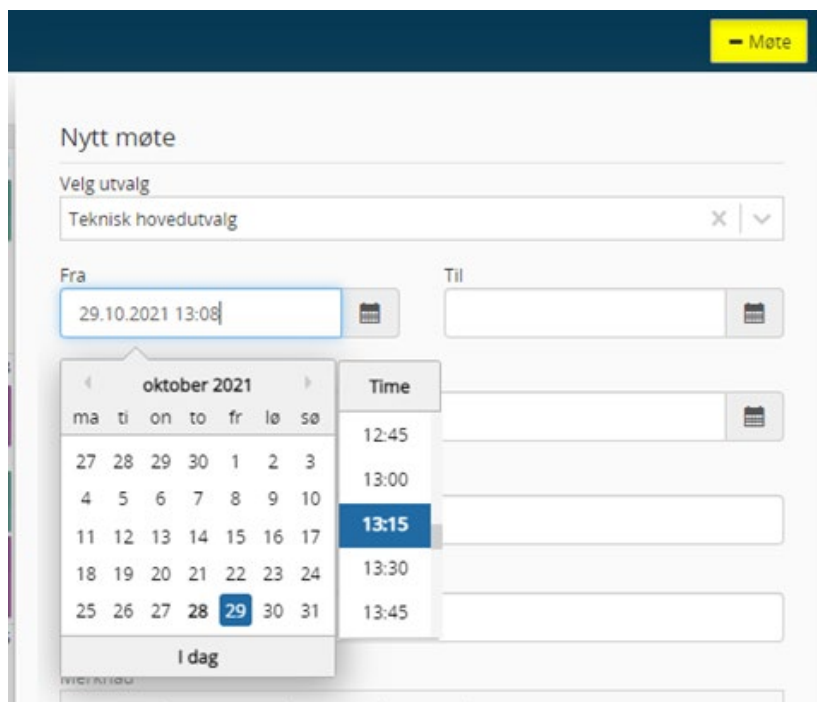 Møte
Nytt møte
Velg utvalg
Teknisk hovedutvalg
Fra
Til
29.10.2021 13:08
oktober 2021
ma ti on to fr lø sø
27 28 29 30 1 2 3
4 5 6 7 8 9 10
11 12 13 14 15 16 17
18 19 20 21 22 23 24
25 26 27 28 29 30 31
I dag
Time
12:45
13:00
13:15
13:30
13:45
Merknad